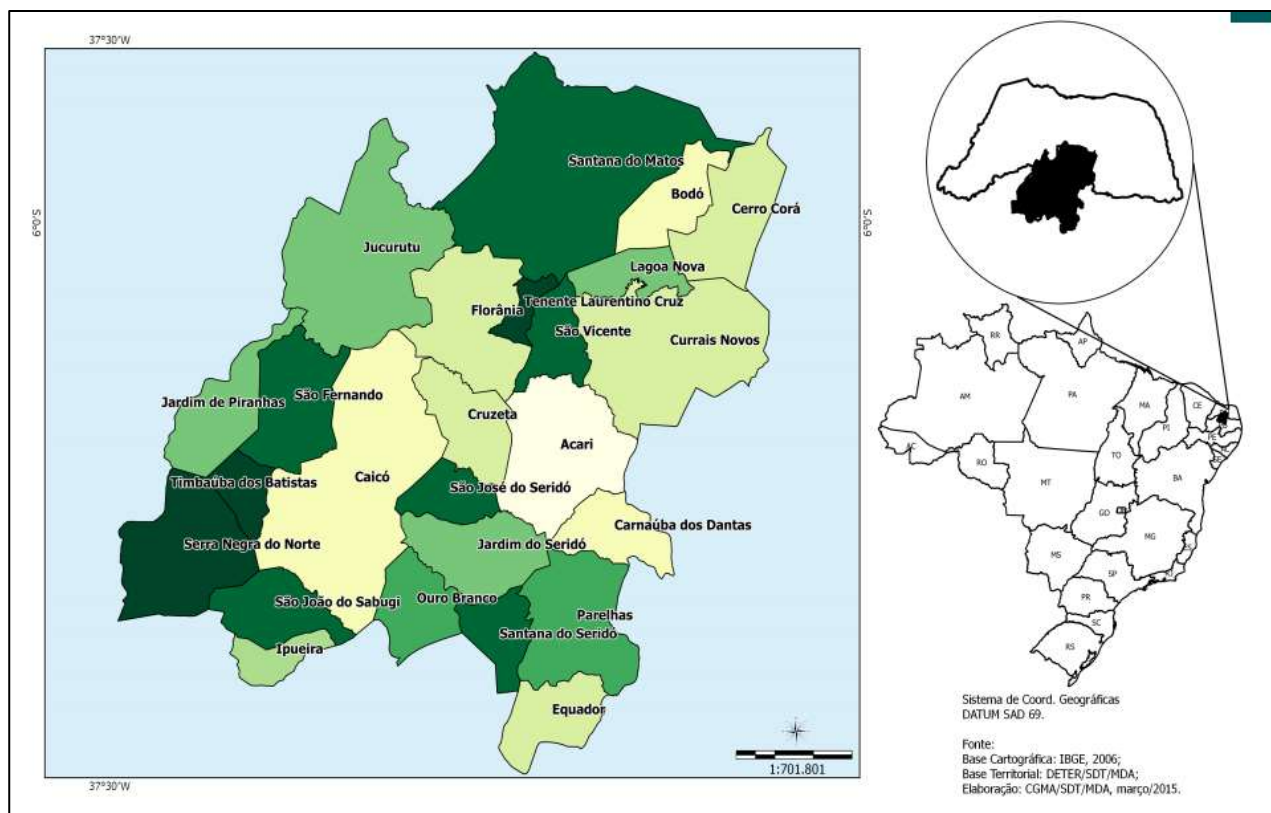 37°30'W
6°0'S
6°0'S
37°30'W
Santana do Matos
Bodó
Cerro Corá
Jucurutu
Lagoa Nova
Florânia
Tenente Laurentino Cruz
São Vicente
Currais Novos
São Fernando
Jardim de Piranhas
Cruzeta
Acari
Caicó
Timbaúba dos Batistas
São José do Seridó
Carnaúba dos Dantas
Serra Negra do Norte
Jardim do Seridó
São João do Sabugi
Ouro Branco
Parelhas
Santana do Seridó
Ipueira
Equador
1:701.801
RR
AP
AM
PA
MA
CE
PI
PE
AC
RO
TO
MT
BA
GO
MG
MS
SP
PR
SC
RS
Sistema de Coord. Geográficas
DATUM SAD 69.
Fonte:
Base Cartográfica: IBGE, 2006;
Base Territorial: DETER/SDT/MDA;
Elaboração: CGMA/SDT/MDA, março/2015.